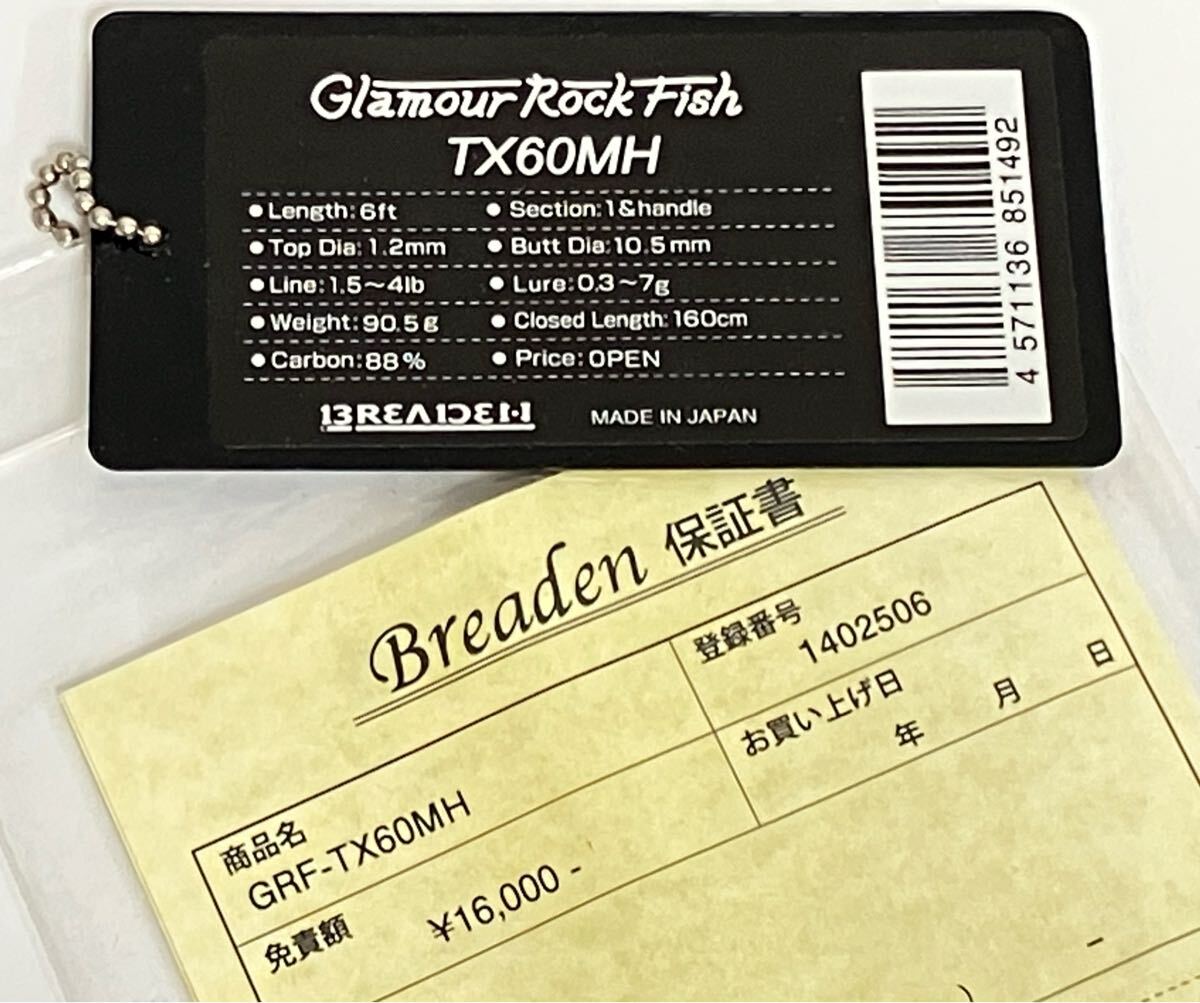 Glamour Rock Fish
TX60MH
●Length:6ft ●Section:1&handle
●Top Dia:1.2mm ●Butt Dia:10.5mm
●Line:1.5~4lb ●Lure:0.3~7g
●Weight:90.5g ●Closed Length:160cm
●Carbon:88% ●Price:OPEN
BREADEN MADE IN JAPAN
4 571136 851492
Breaden 保証書
登録番号
1402506
お買い上げ日
年 月 日
商品名
GRF-TX60MH
免責額 ¥16,000 -